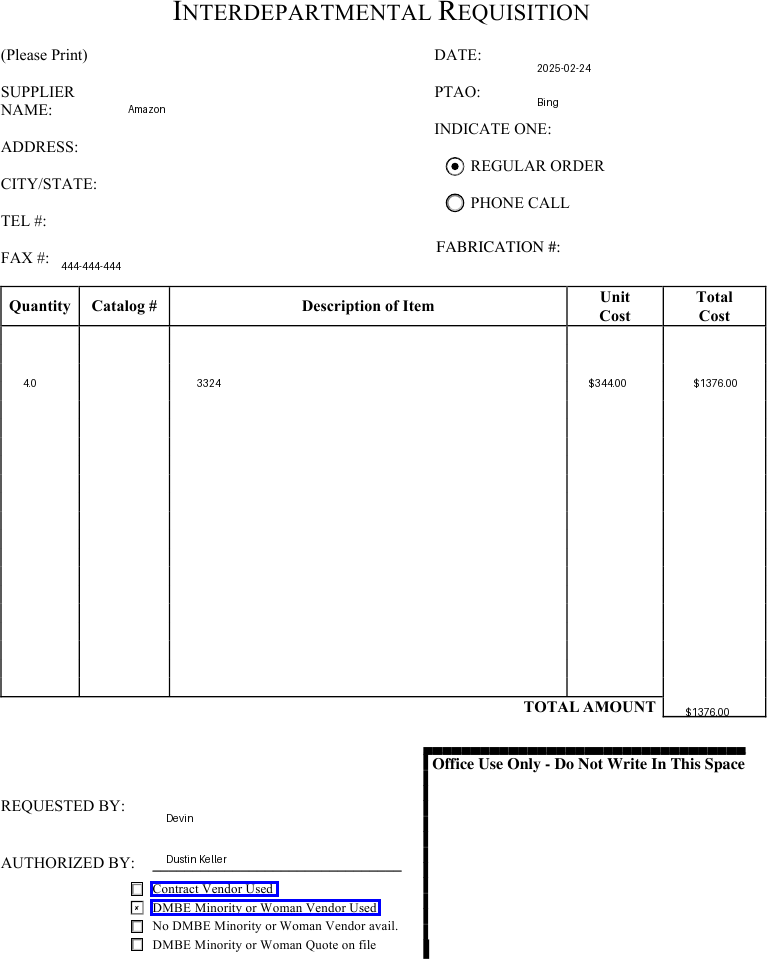 INTERDEPARTMENTAL REQUISITION
(Please Print)
DATE: 2025-02-24
SUPPLIER NAME: Amazon
PTAO: Bing
INDICATE ONE:
ADDRESS:
REGULAR ORDER
CITY/STATE:
PHONE CALL
TEL #:
FABRICATION #:
FAX #: 444-444-444
Quantity Catalog # Description of Item Unit Cost Total Cost
4.0 3324 $344.00 $1376.00
TOTAL AMOUNT $1376.00
Office Use Only - Do Not Write In This Space
REQUESTED BY: Devin
AUTHORIZED BY: Dustin Keller
Contract Vendor Used
DMBE Minority or Woman Vendor Used
No DMBE Minority or Woman Vendor avail.
DMBE Minority or Woman Quote on file